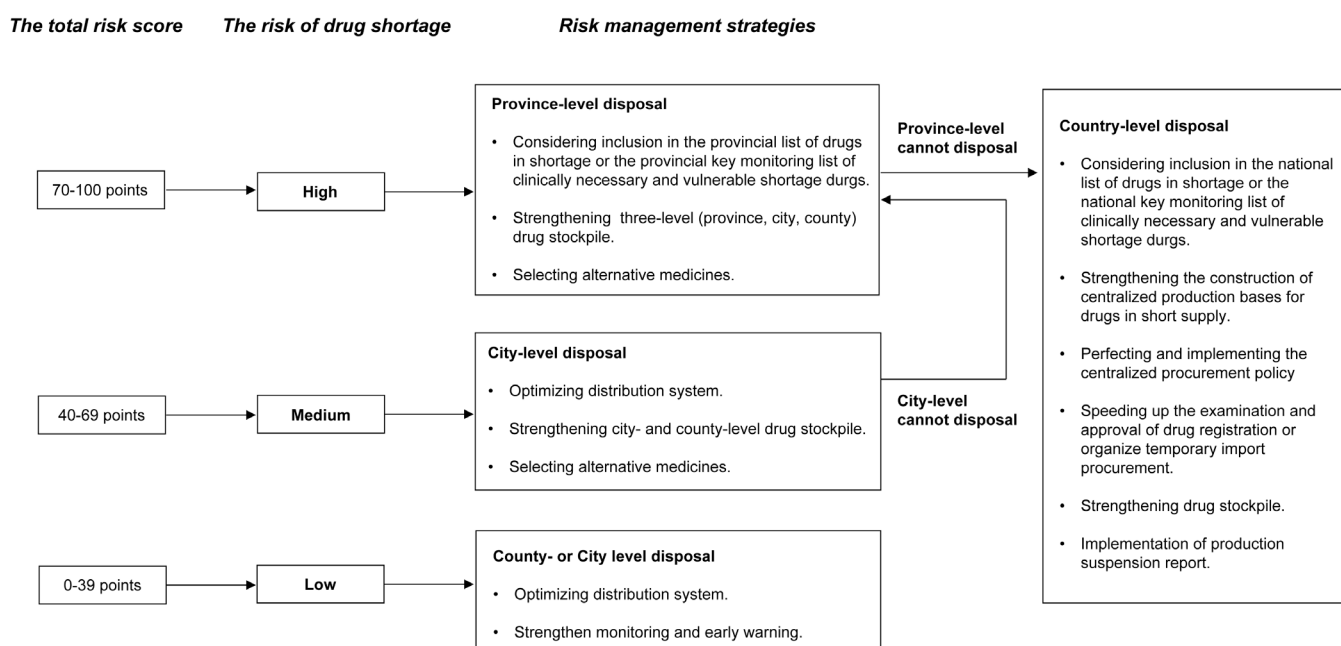 The total risk score
The risk of drug shortage
Risk management strategies
70-100 points
High
Province-level disposal
• Considering inclusion in the provincial list of drugs
in shortage or the provincial key monitoring list of
clinically necessary and vulnerable shortage durgs.
• Strengthening three-level (province, city, county)
drug stockpile.
• Selecting alternative medicines.
Province-level
cannot disposal
Country-level disposal
• Considering inclusion in the national
list of drugs in shortage or the
national key monitoring list of
clinically necessary and vulnerable
shortage durgs.
• Strengthening the construction of
centralized production bases for
drugs in short supply.
• Perfecting and implementing the
centralized procurement policy
• Speeding up the examination and
approval of drug registration or
organize temporary import
procurement.
• Strengthening drug stockpile.
• Implementation of production
suspension report.
40-69 points
Medium
City-level disposal
• Optimizing distribution system.
• Strengthening city- and county-level drug stockpile.
• Selecting alternative medicines.
City-level
cannot disposal
0-39 points
Low
County- or City level disposal
• Optimizing distribution system.
• Strengthen monitoring and early warning.